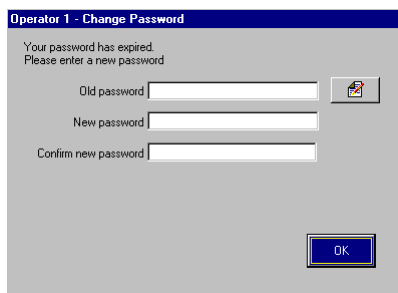 Operator 1 - Change Password
Your password has expired.
Please enter a new password
Old password
New password
Confirm new password
OK